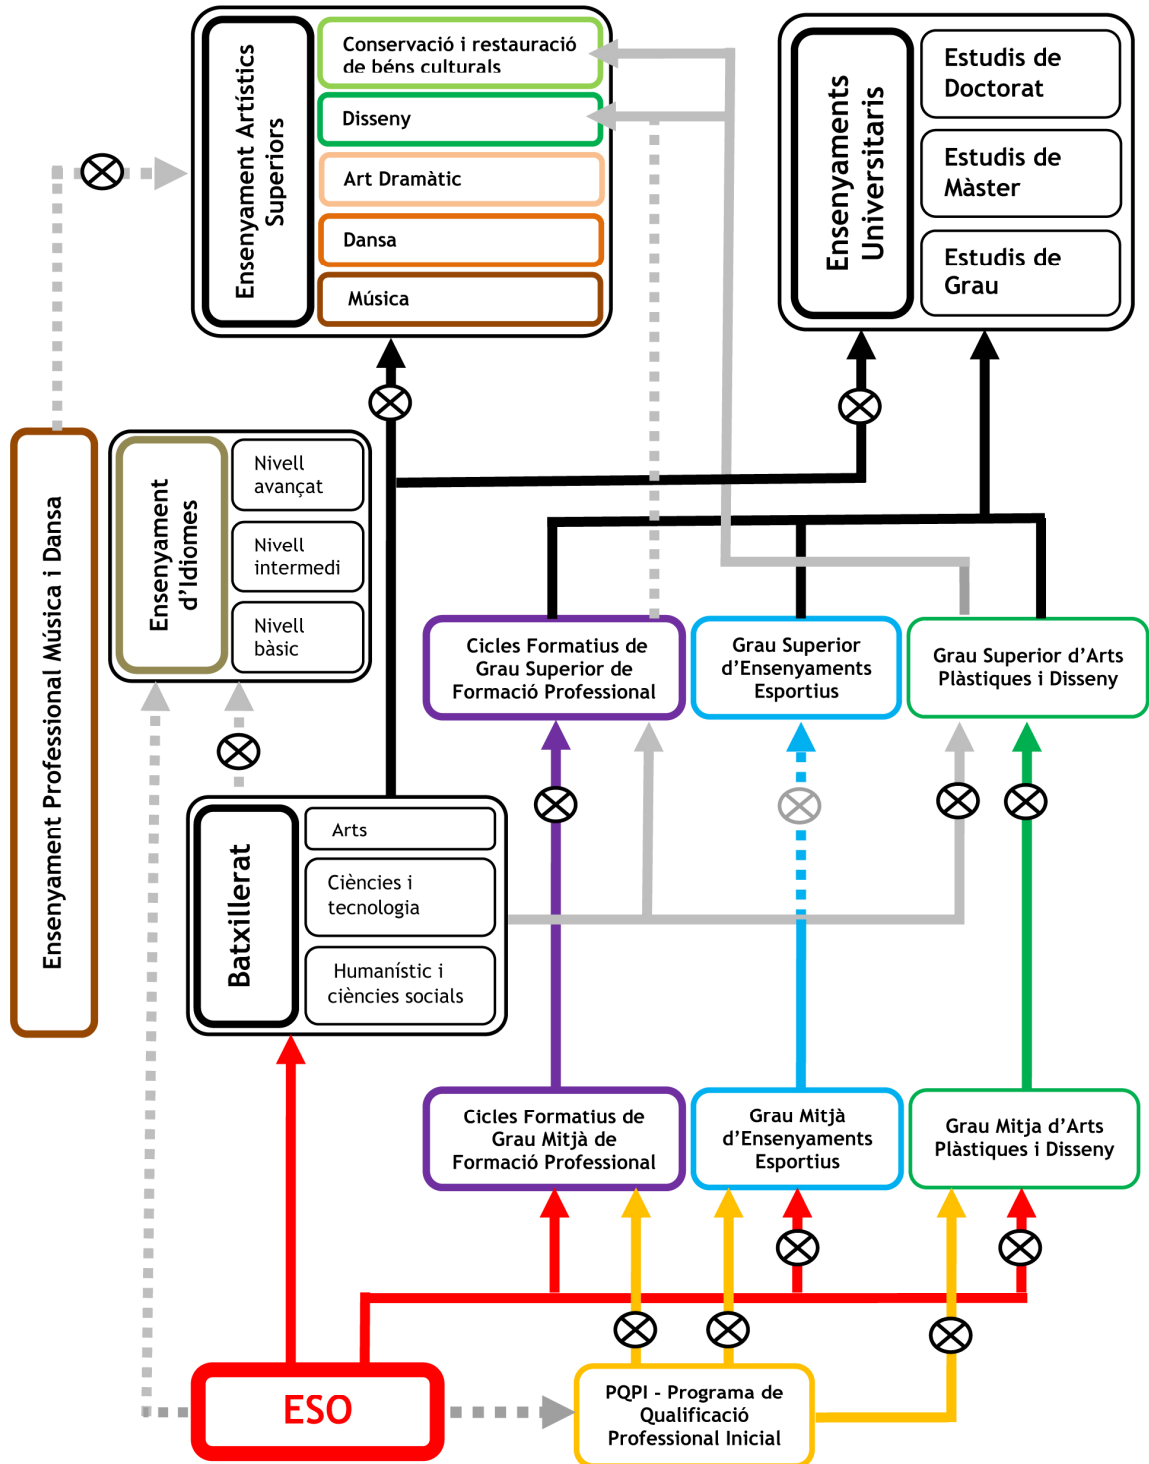 Ensenyament Artístics
Superiors
Conservació i restauració
de béns culturals
Disseny
Art Dramàtic
Dansa
Música
Ensenyaments
Universitaris
Estudis de
Doctorat
Estudis de
Màster
Estudis de
Grau
Ensenyament Professional Música i Dansa
Ensenyament
d'Idiomes
Nivell
avançat
Nivell
intermedi
Nivell
bàsic
Cicles Formatius de
Grau Superior de
Formació Professional
Grau Superior
d'Ensenyaments
Esportius
Grau Superior d'Arts
Plàstiques i Disseny
Batxillerat
Arts
Ciències i
tecnologia
Humanístic i
ciències socials
Cicles Formatius de
Grau Mitjà de
Formació Professional
Grau Mitjà
d'Ensenyaments
Esportius
Grau Mitja d'Arts
Plàstiques i Disseny
ESO
PQPI - Programa de
Qualificació
Professional Inicial